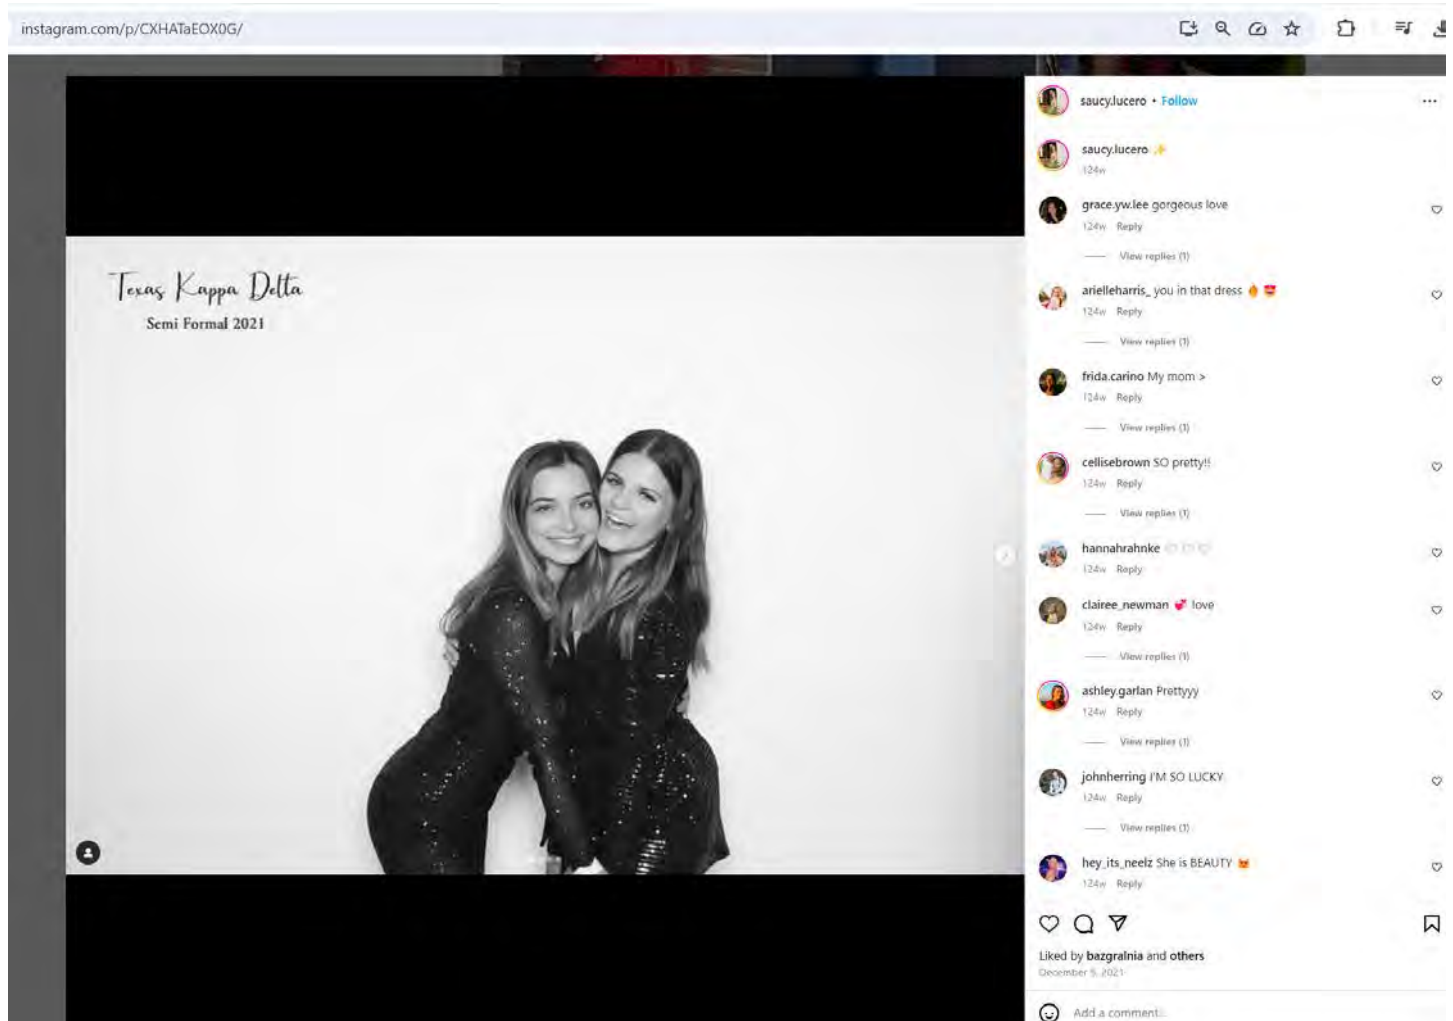 instagram.com/p/CXHATaEOX0G/
saucy.lucero • Follow
saucy.lucero ✨
124w
grace.yw.lee gorgeous love
124w Reply
View replies (1)
arielleharris_ you in that dress 🔥 🤩
124w Reply
View replies (1)
frida.carino My mom >
124w Reply
View replies (1)
cellisebrown SO pretty!!
124w Reply
View replies (1)
hannahrahnke 🤍🤍🤍
124w Reply
clairee_newman 💕 love
124w Reply
View replies (1)
ashley.garlan Prettyyy
124w Reply
View replies (1)
johnherring I'M SO LUCKY
124w Reply
View replies (1)
hey_its_neelz She is BEAUTY 😻
124w Reply
Liked by bazgralnia and others
December 5, 2021
Add a comment...
Texas Kappa Delta
Semi Formal 2021